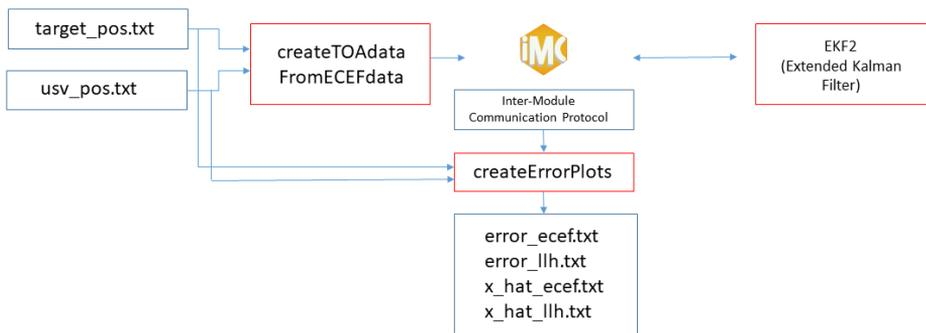 target_pos.txt
usv_pos.txt
createTOAdata
FromECEFdata
iMC
Inter-Module
Communication Protocol
EKF2
(Extended Kalman
Filter)
createErrorPlots
error_ecef.txt
error_llh.txt
x_hat_ecef.txt
x_hat_llh.txt